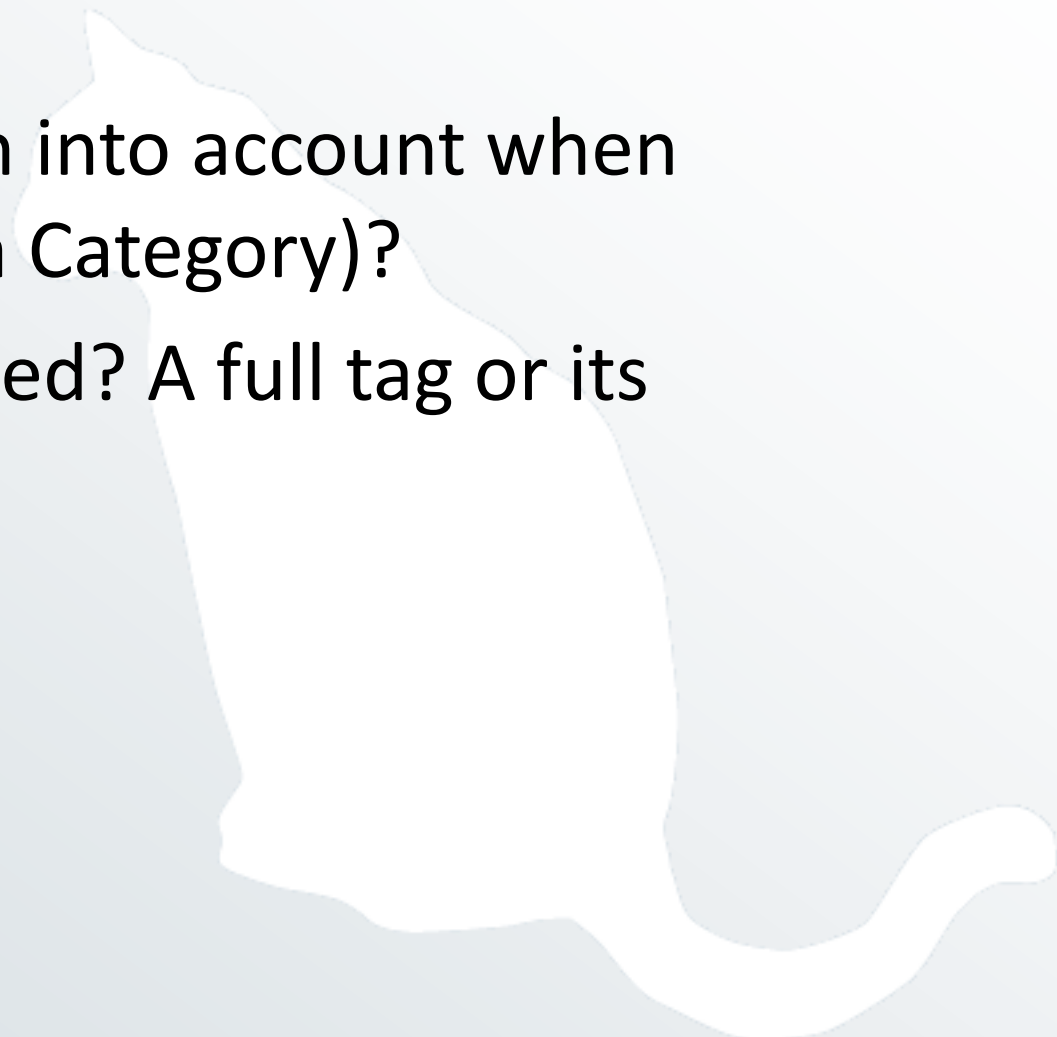 into account when
Category)?
ed? A full tag or its